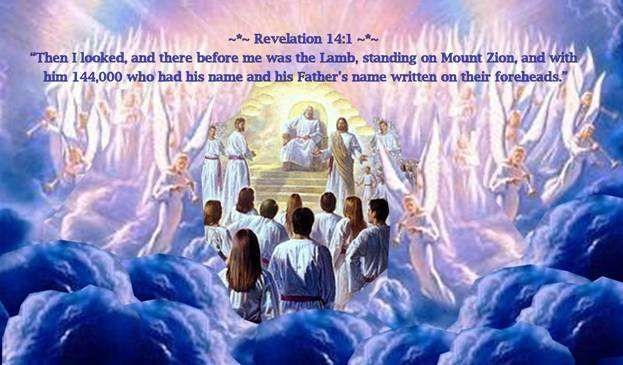 ~*~ Revelation 14:1 ~*~
“Then I looked, and there before me was the Lamb, standing on Mount Zion, and with
him 144,000 who had his name and his Father's name written on their foreheads.”